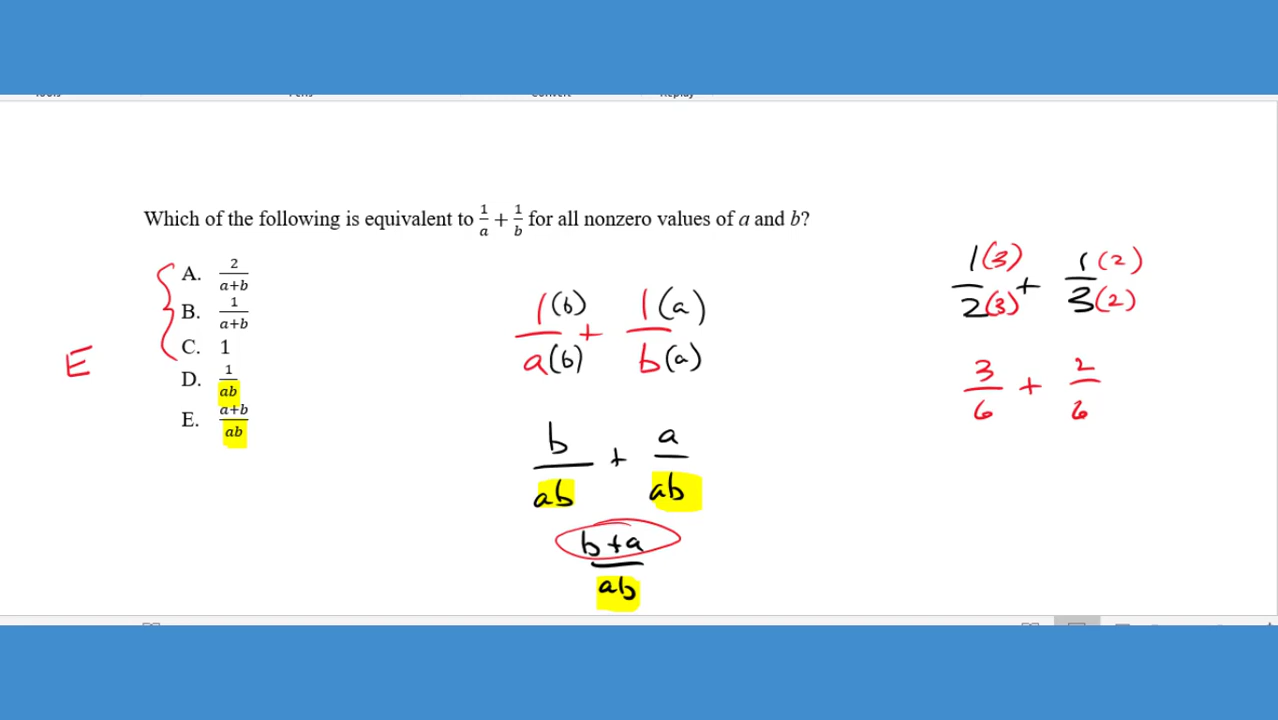 Which of the following is equivalent to 1/a + 1/b for all nonzero values of a and b?
A. 2/(a+b)
B. 1/(a+b)
C. 1
D. 1/ab
E. (a+b)/ab
E
1(b)/a(b) + 1(a)/b(a)
b/ab + a/ab
b+a/ab
1(3)/2(3) + 1(2)/3(2)
3/6 + 2/6